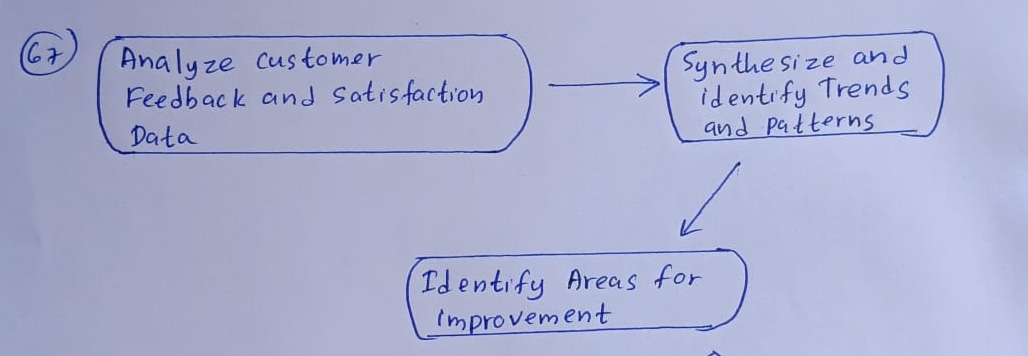 67)
Analyze customer
Feedback and satisfaction
Data
Synthesize and
identify Trends
and patterns
Identify Areas for
improvement